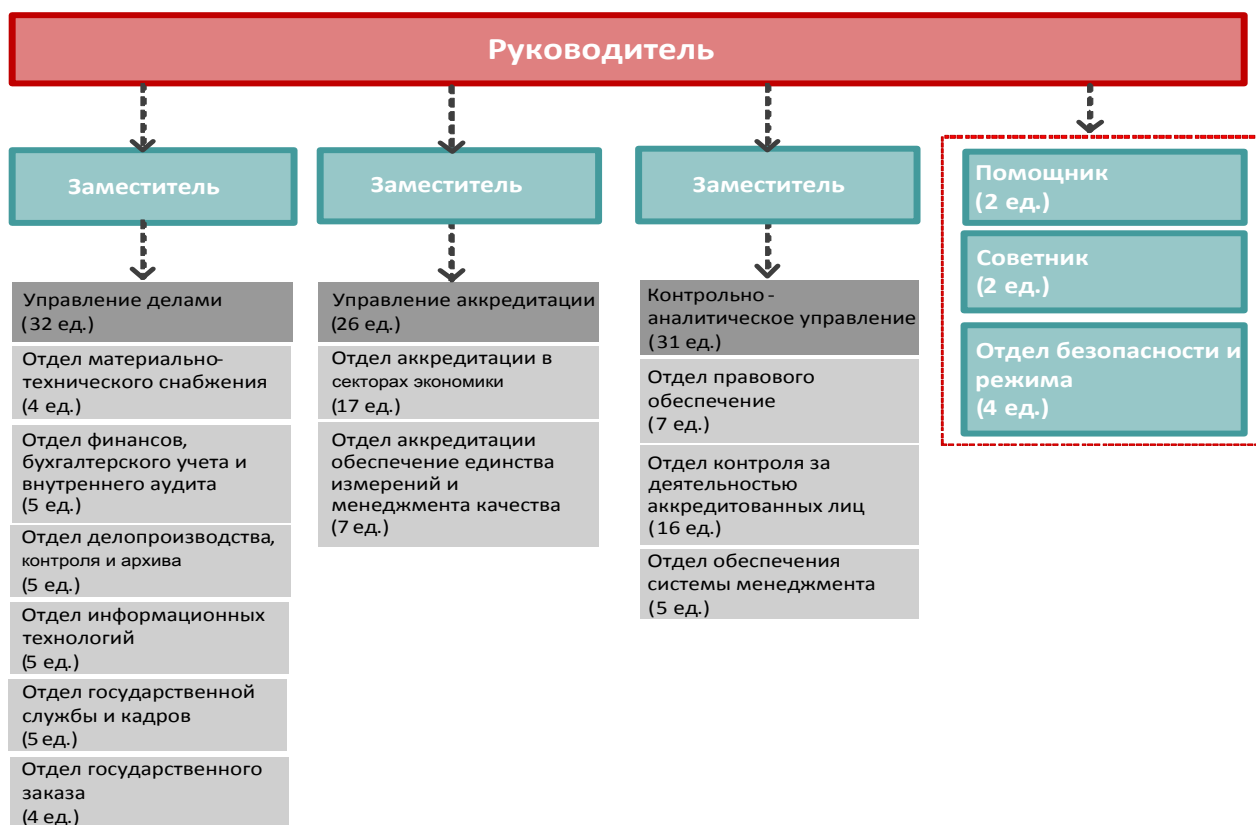 Руководитель
Заместитель
Управление делами
(32 ед.)
Отдел материально-
технического снабжения
(4 ед.)
Отдел финансов,
бухгалтерского учета и
внутреннего аудита
(5 ед.)
Отдел делопроизводства,
контроля и архива
(5 ед.)
Отдел информационных
технологий
(5 ед.)
Отдел государственной
службы и кадров
(5 ед.)
Отдел государственного
заказа
(4 ед.)
Заместитель
Управление аккредитации
(26 ед.)
Отдел аккредитации в
секторах экономики
(17 ед.)
Отдел аккредитации
обеспечение единства
измерений и
менеджмента качества
(7 ед.)
Заместитель
Контрольно -
аналитическое управление
(31 ед.)
Отдел правового
обеспечение
(7 ед.)
Отдел контроля за
деятельностью
аккредитованных лиц
(16 ед.)
Отдел обеспечения
системы менеджмента
(5 ед.)
Помощник
(2 ед.)
Советник
(2 ед.)
Отдел безопасности и
режима
(4 ед.)